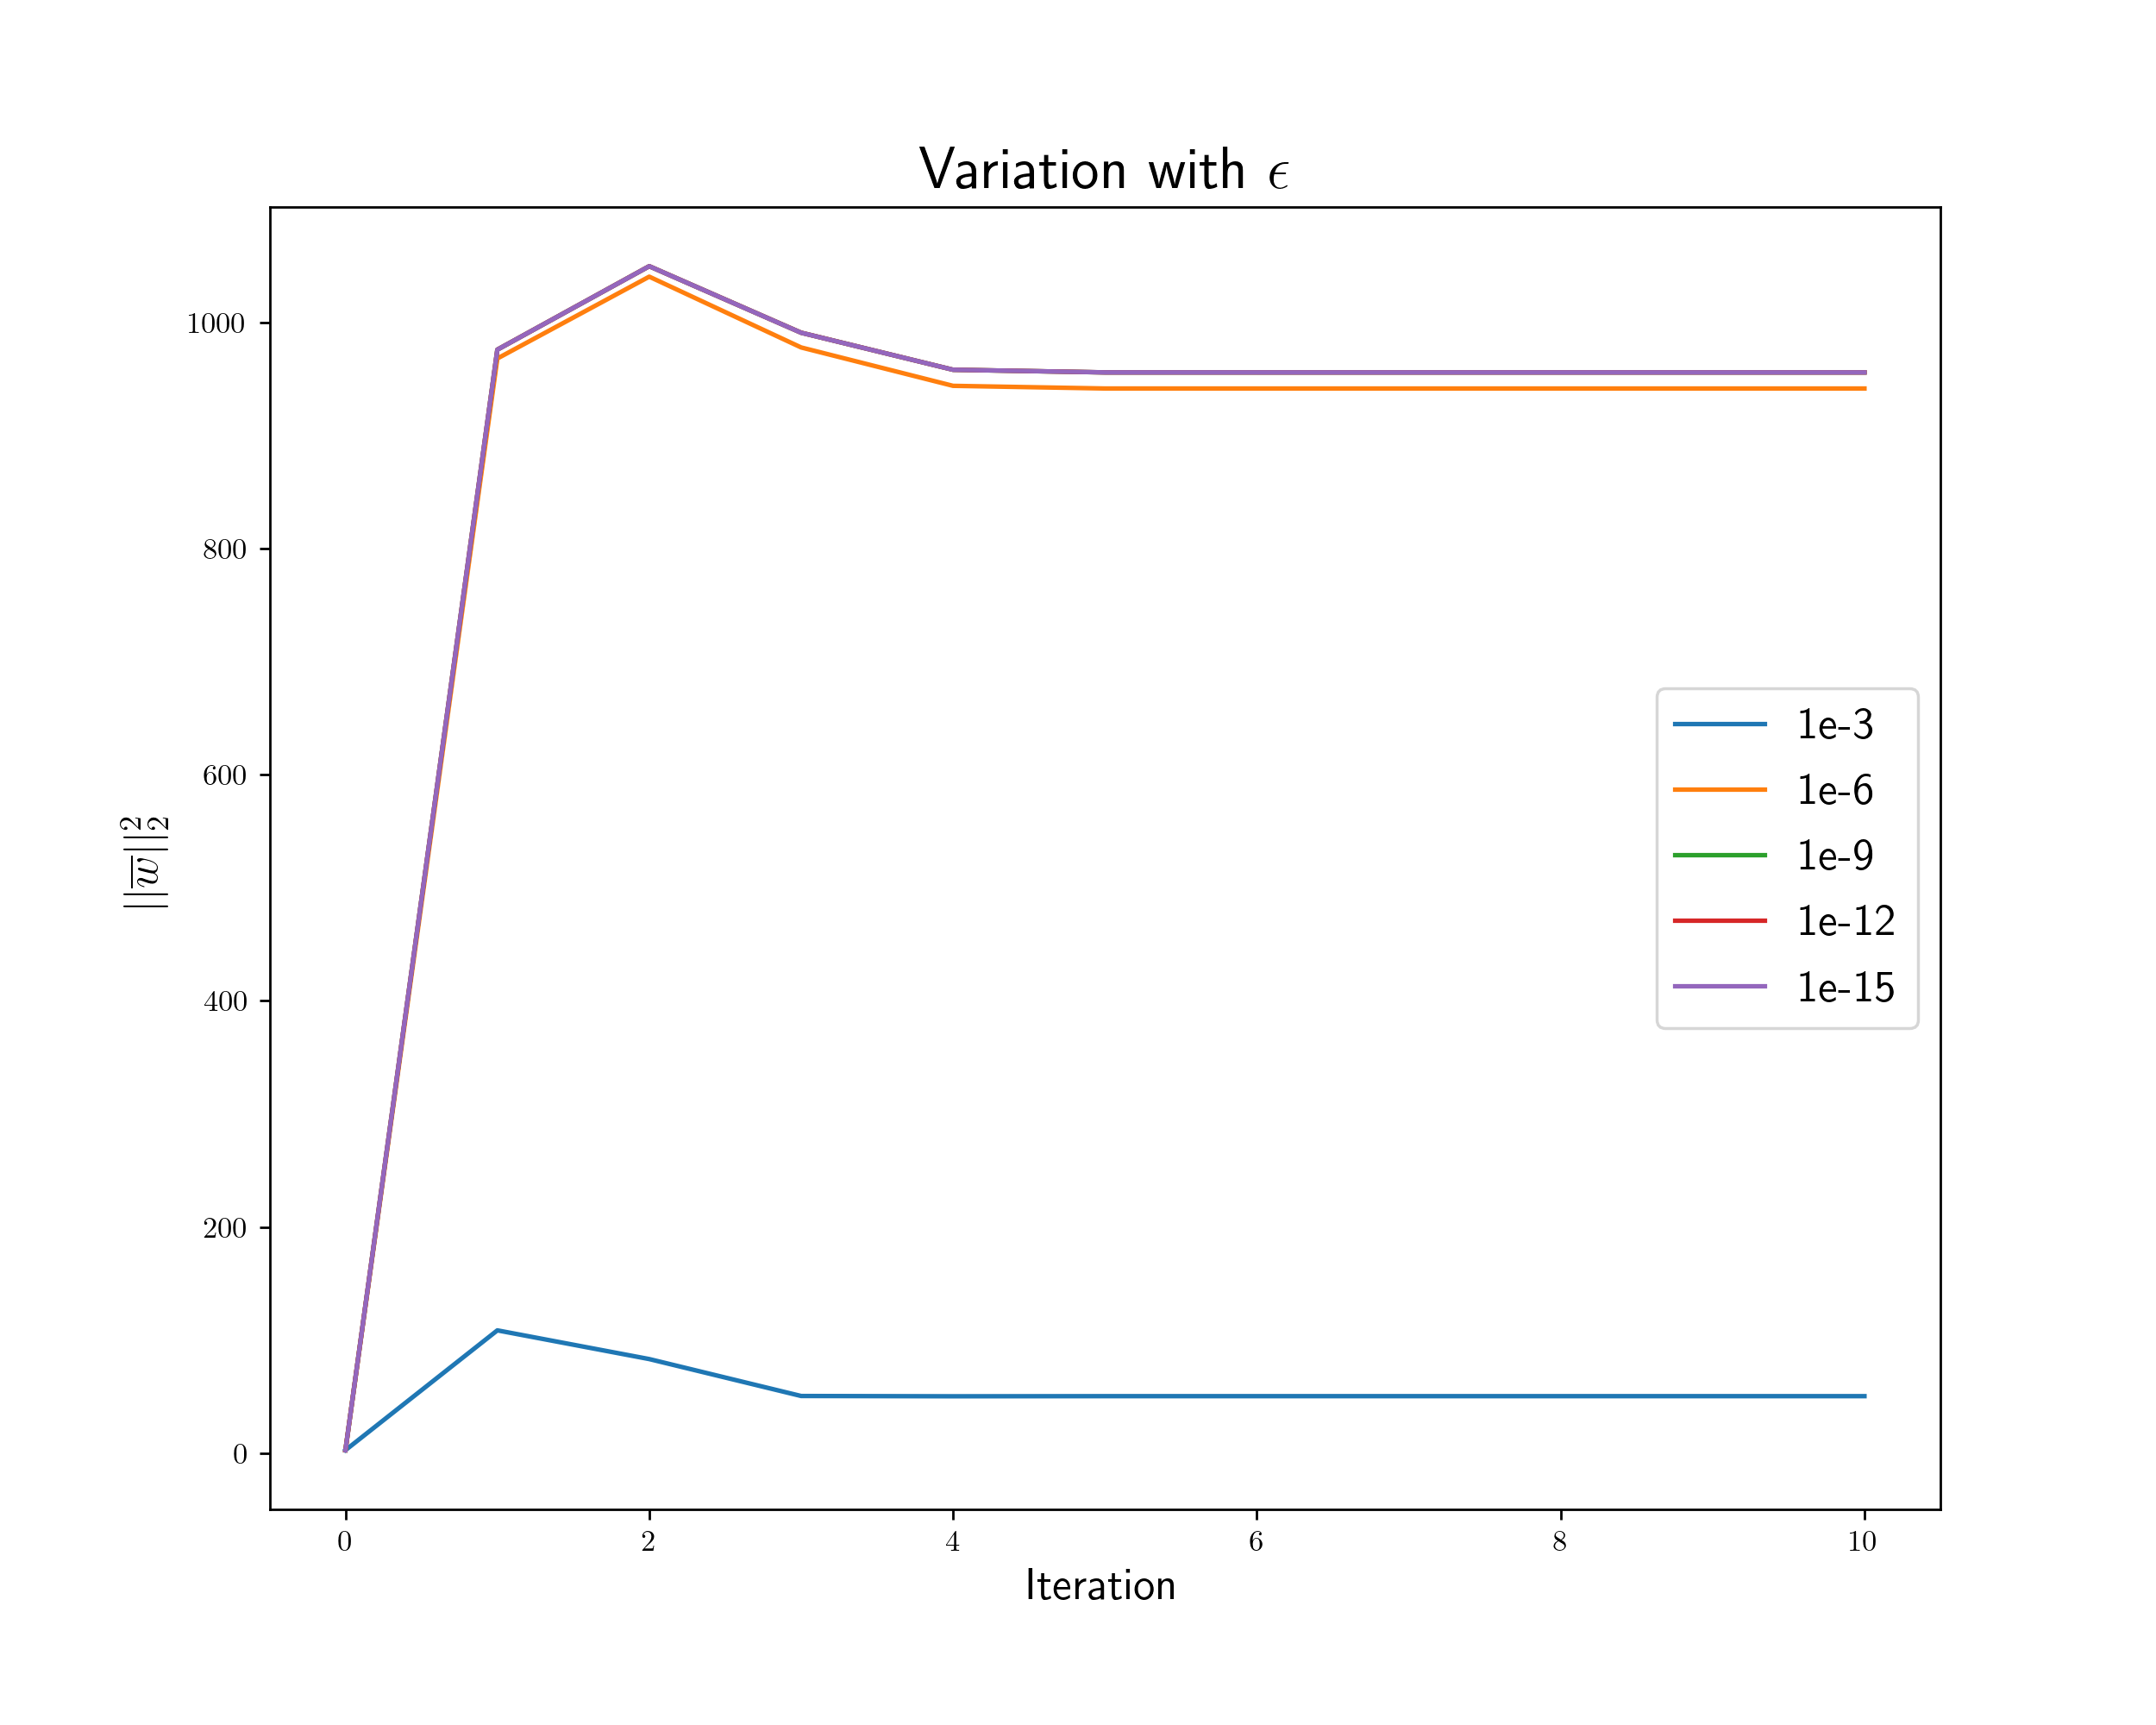 Variation with ϵ
||w̅||₂²
1000
800
600
400
200
0
0 2 4 6 8 10
Iteration
1e-3
1e-6
1e-9
1e-12
1e-15